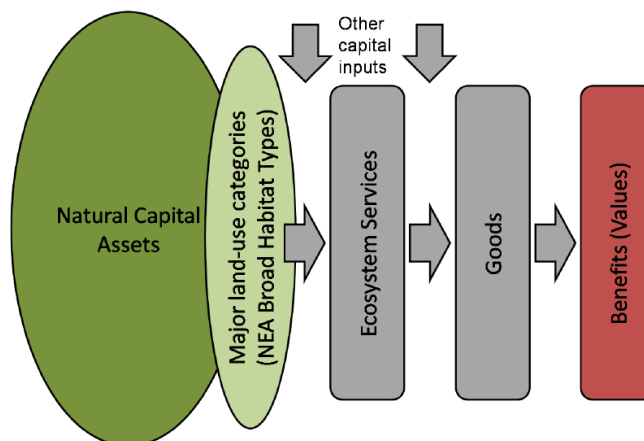 Other
capital
inputs
Natural Capital
Assets
Major land-use categories
(NEA Broad Habitat Types)
Ecosystem Services
Goods
Benefits (Values)